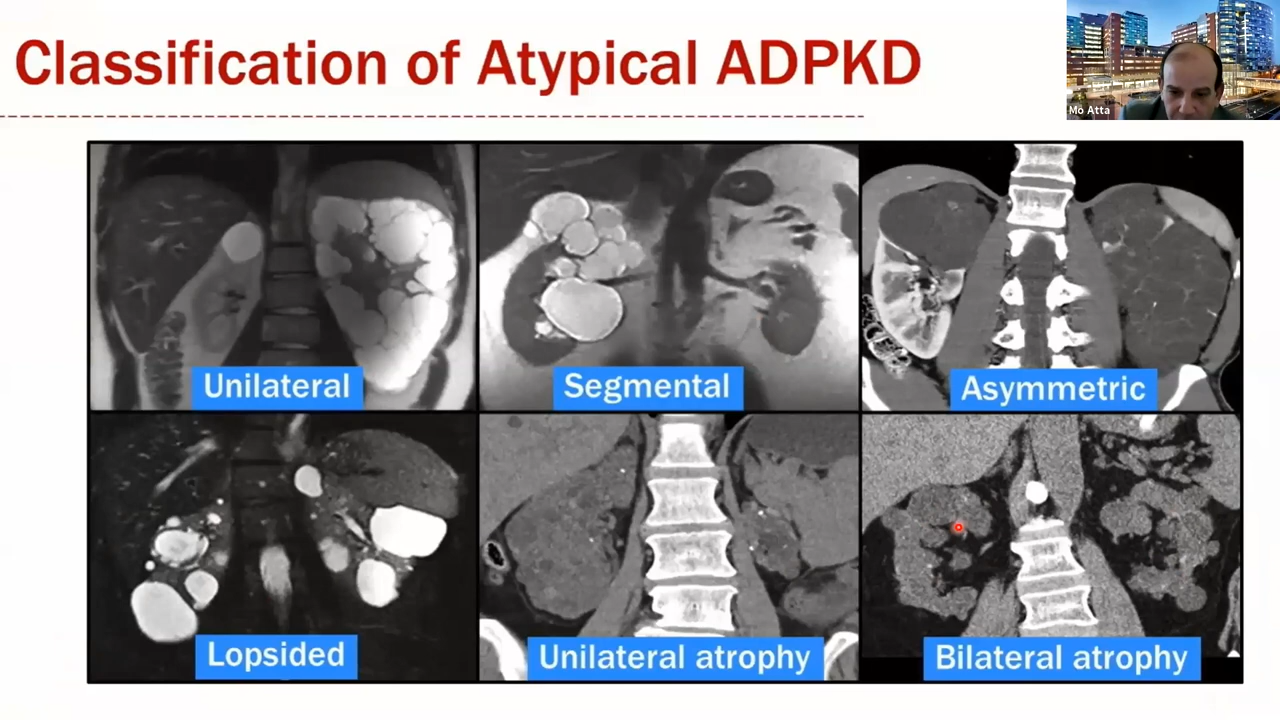 Classification of Atypical ADPKD
Mo Atta
Unilateral
Segmental
Asymmetric
Lopsided
Unilateral atrophy
Bilateral atrophy